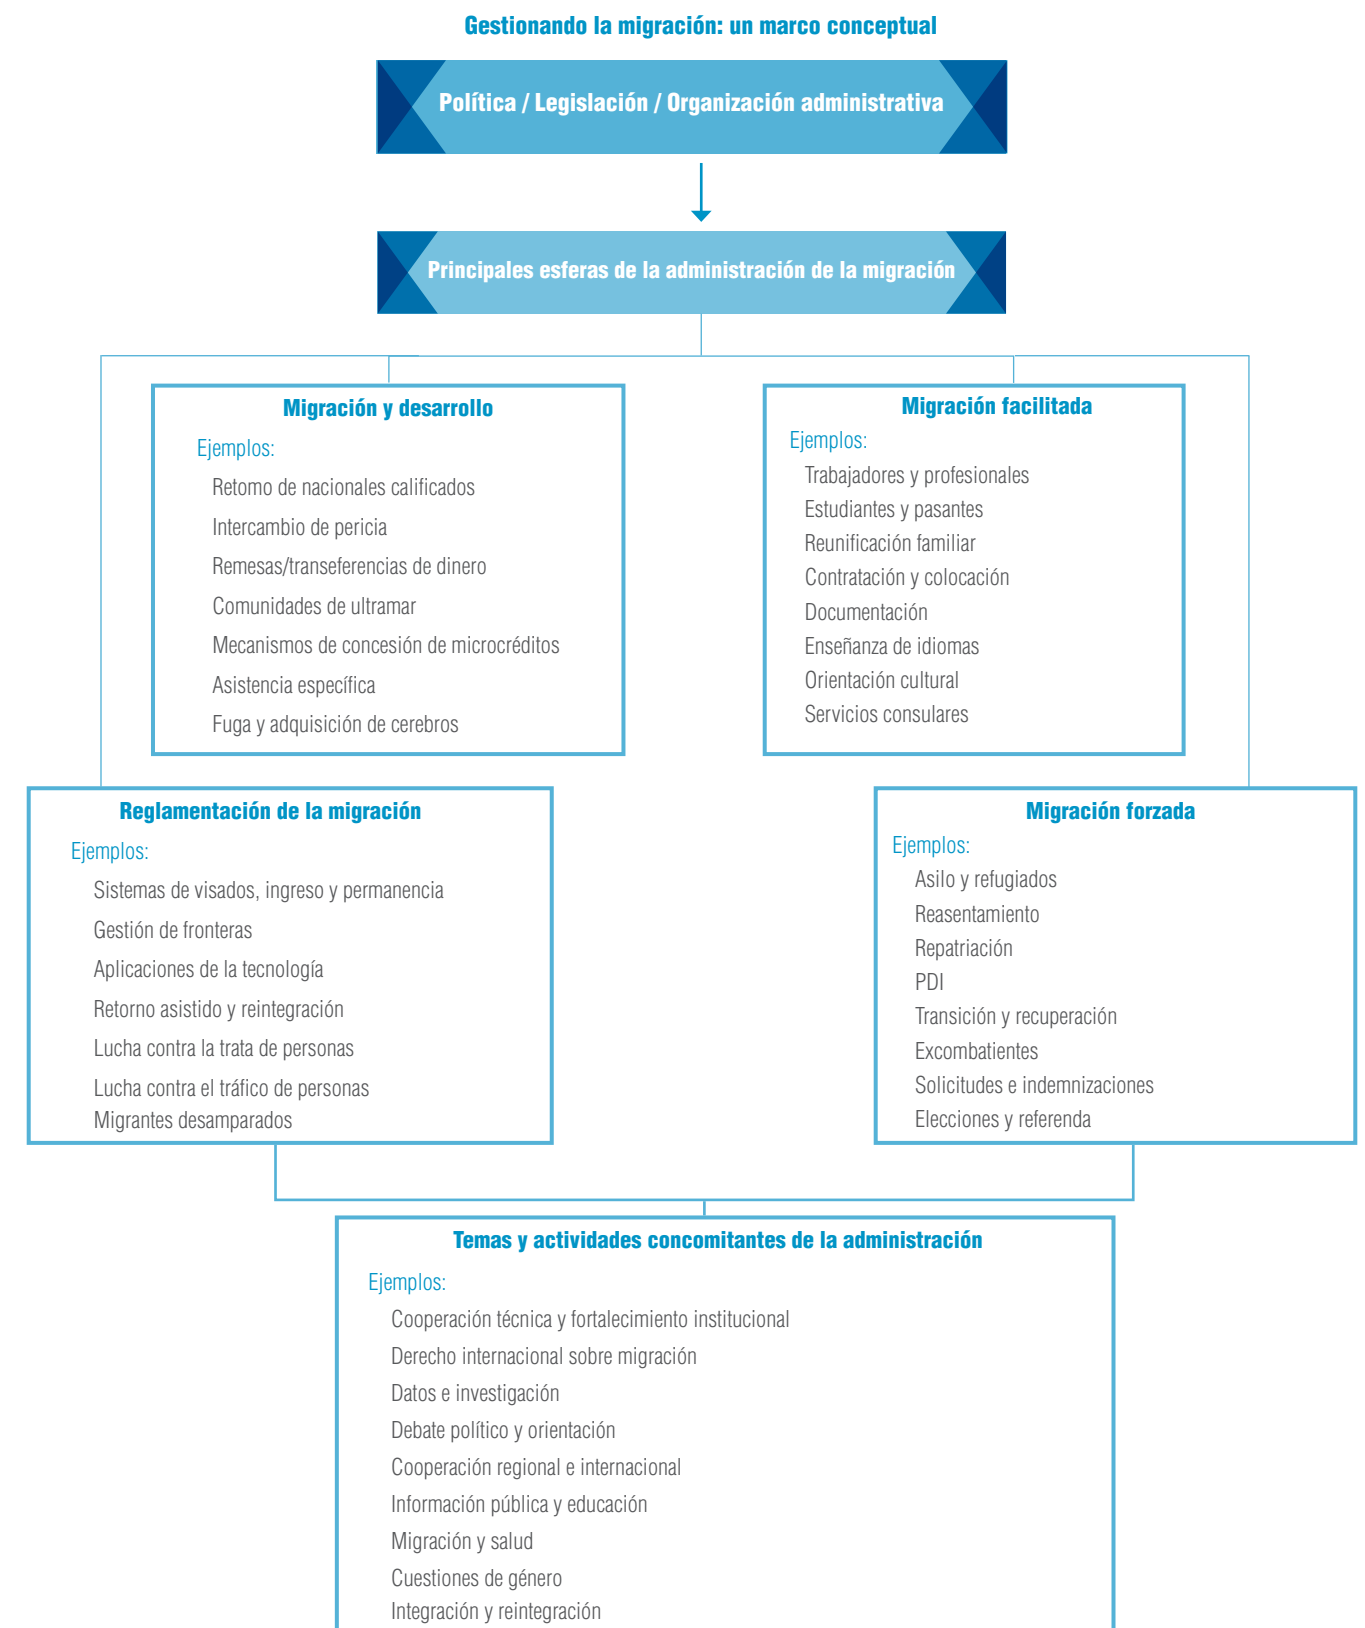 Gestionando la migración: un marco conceptual
Política / Legislación / Organización administrativa
Principales esferas de la administración de la migración
Migración y desarrollo
Ejemplos:
Retomo de nacionales calificados
Intercambio de pericia
Remesas/transeferencias de dinero
Comunidades de ultramar
Mecanismos de concesión de microcréditos
Asistencia específica
Fuga y adquisición de cerebros
Migración facilitada
Ejemplos:
Trabajadores y profesionales
Estudiantes y pasantes
Reunificación familiar
Contratación y colocación
Documentación
Enseñanza de idiomas
Orientación cultural
Servicios consulares
Reglamentación de la migración
Ejemplos:
Sistemas de visados, ingreso y permanencia
Gestión de fronteras
Aplicaciones de la tecnología
Retorno asistido y reintegración
Lucha contra la trata de personas
Lucha contra el tráfico de personas
Migrantes desamparados
Migración forzada
Ejemplos:
Asilo y refugiados
Reasentamiento
Repatriación
PDI
Transición y recuperación
Excombatientes
Solicitudes e indemnizaciones
Elecciones y referenda
Temas y actividades concomitantes de la administración
Ejemplos:
Cooperación técnica y fortalecimiento institucional
Derecho internacional sobre migración
Datos e investigación
Debate político y orientación
Cooperación regional e internacional
Información pública y educación
Migración y salud
Cuestiones de género
Integración y reintegración